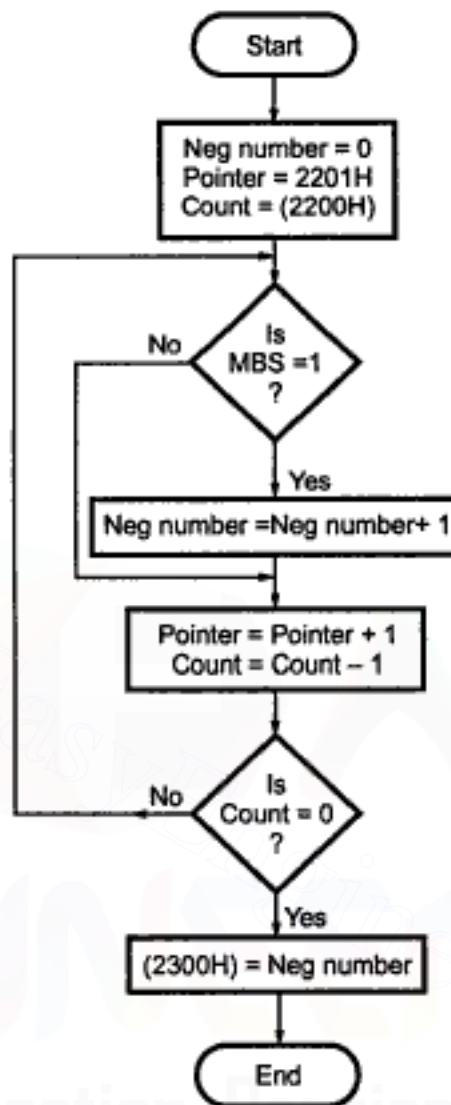 Start
Neg number = 0
Pointer = 2201H
Count = (2200H)
Is
MBS =1
?
No
Yes
Neg number =Neg number+ 1
Pointer = Pointer + 1
Count = Count – 1
Is
Count = 0
?
No
Yes
(2300H) = Neg number
End